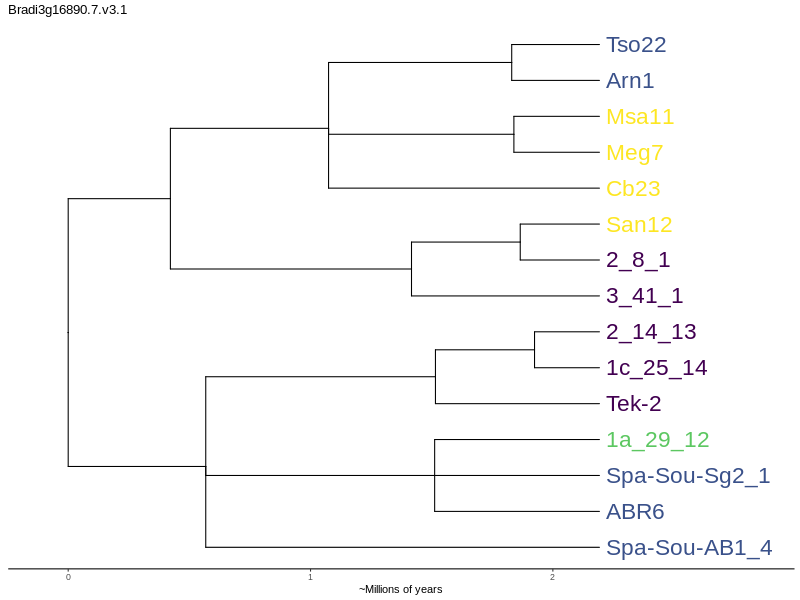 Bradi3g16890.7.v3.1
Tso22
Arn1
Msa11
Meg7
Cb23
San12
2_8_1
3_41_1
2_14_13
1c_25_14
Tek-2
1a_29_12
Spa-Sou-Sg2_1
ABR6
Spa-Sou-AB1_4
0 1 2
~Millions of years